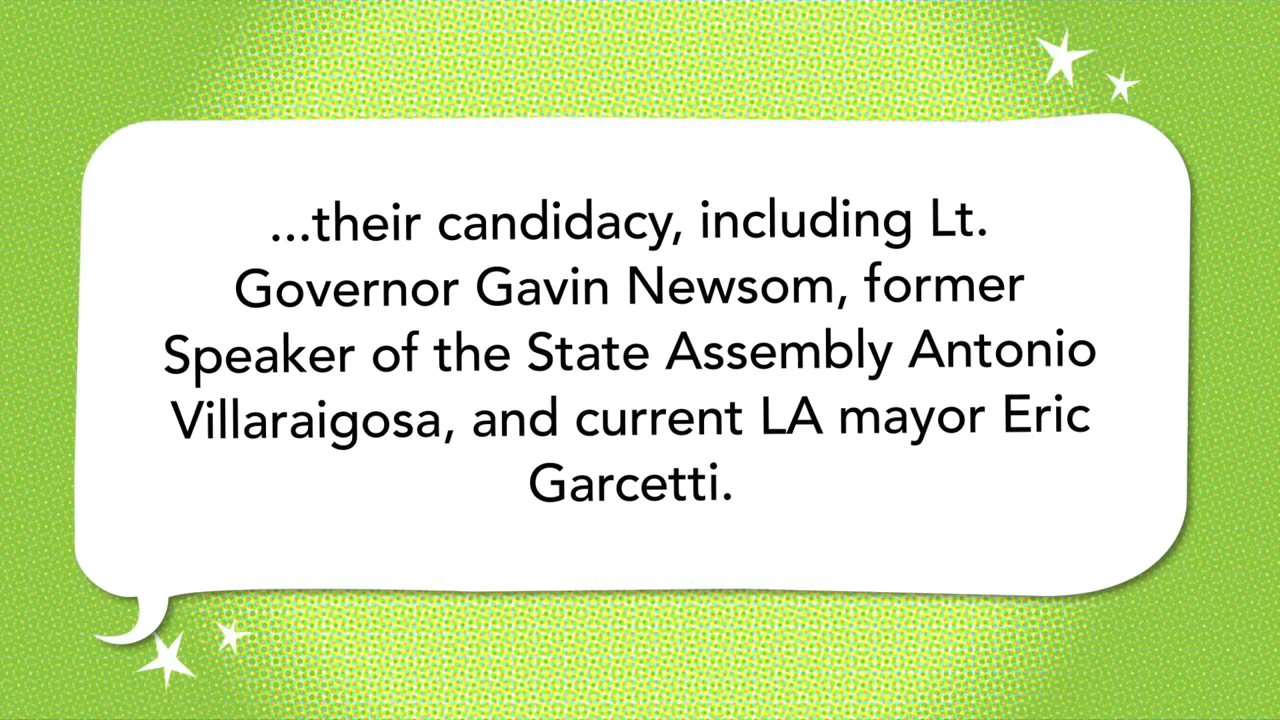 ...their candidacy, including Lt.
Governor Gavin Newsom, former
Speaker of the State Assembly Antonio
Villaraigosa, and current LA mayor Eric
Garcetti.